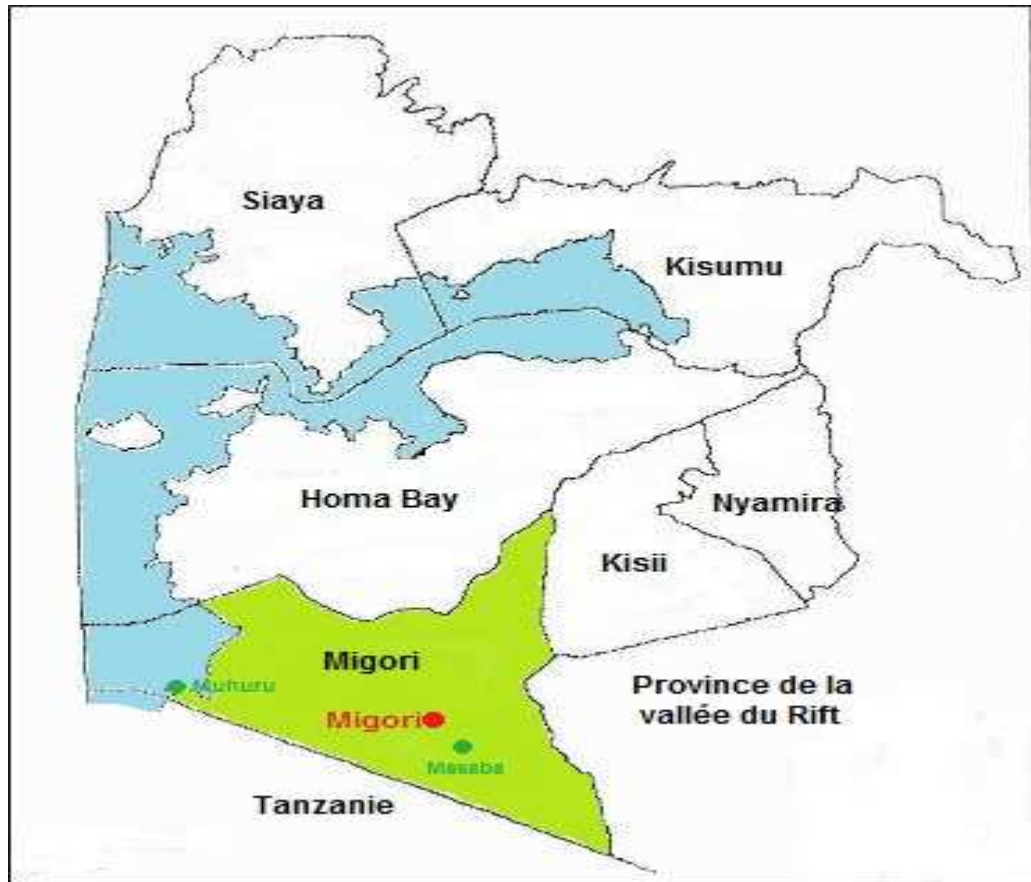 Siaya
Kisumu
Homa Bay
Nyamira
Kisii
Migori
Muhuru
Province de la
vallée du Rift
Migori
Masaba
Tanzanie